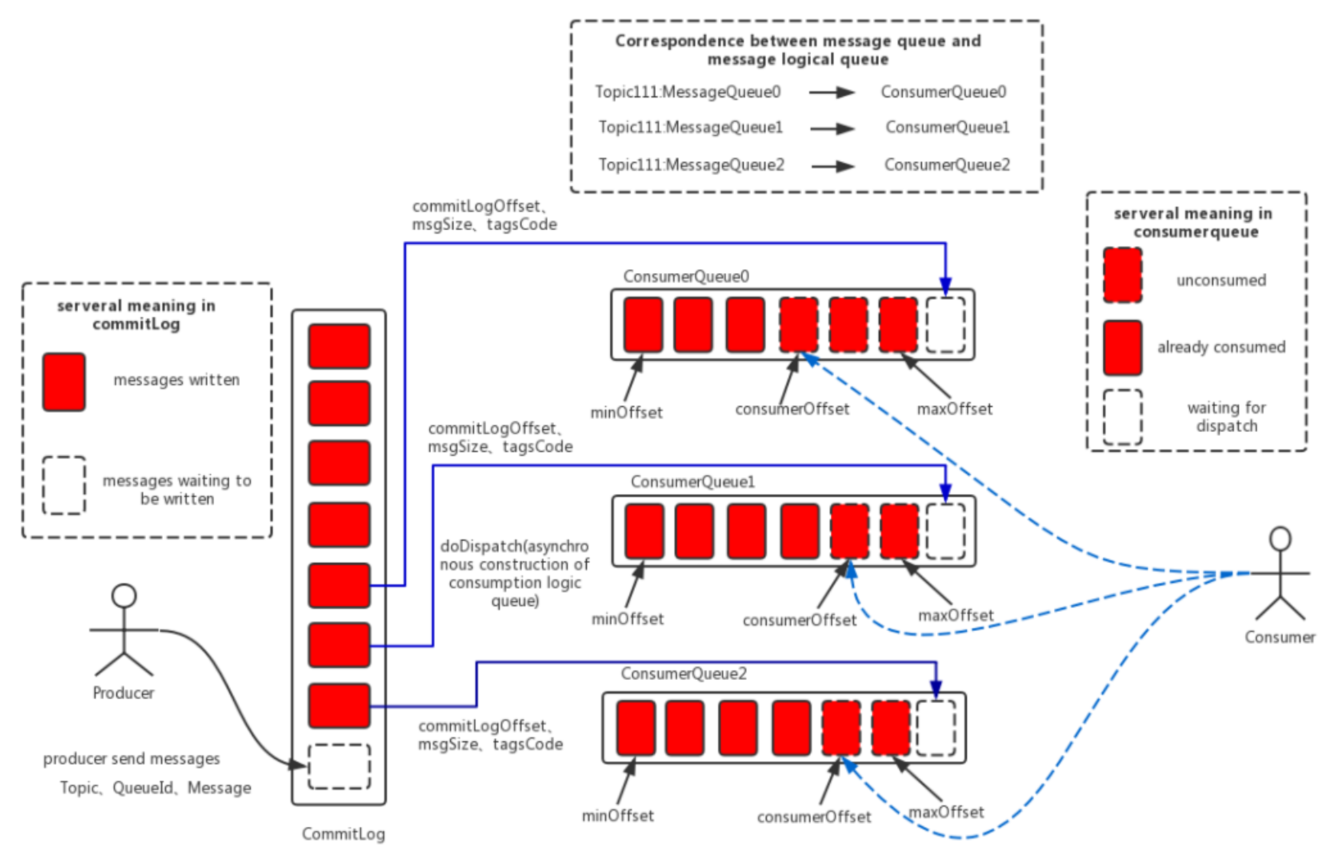 Correspondence between message queue and
message logical queue
Topic111:MessageQueue0
ConsumerQueue0
Topic111:MessageQueue1
ConsumerQueue1
Topic111:MessageQueue2
ConsumerQueue2
serveral meaning in
consumerqueue
unconsumed
already consumed
waiting for
dispatch
serveral meaning in
commitLog
messages written
messages waiting to
be written
commitLogOffset、
msgSize、tagsCode
ConsumerQueue0
minOffset
consumerOffset
maxOffset
commitLogOffset、
msgSize、tagsCode
ConsumerQueue1
doDispatch(asynchro
nous construction of
consumption logic
queue)
minOffset
consumerOffset
maxOffset
Consumer
Producer
ConsumerQueue2
commitLogOffset、
msgSize、tagsCode
minOffset
consumerOffset
maxOffset
producer send messages
Topic、QueueId、Message
CommitLog